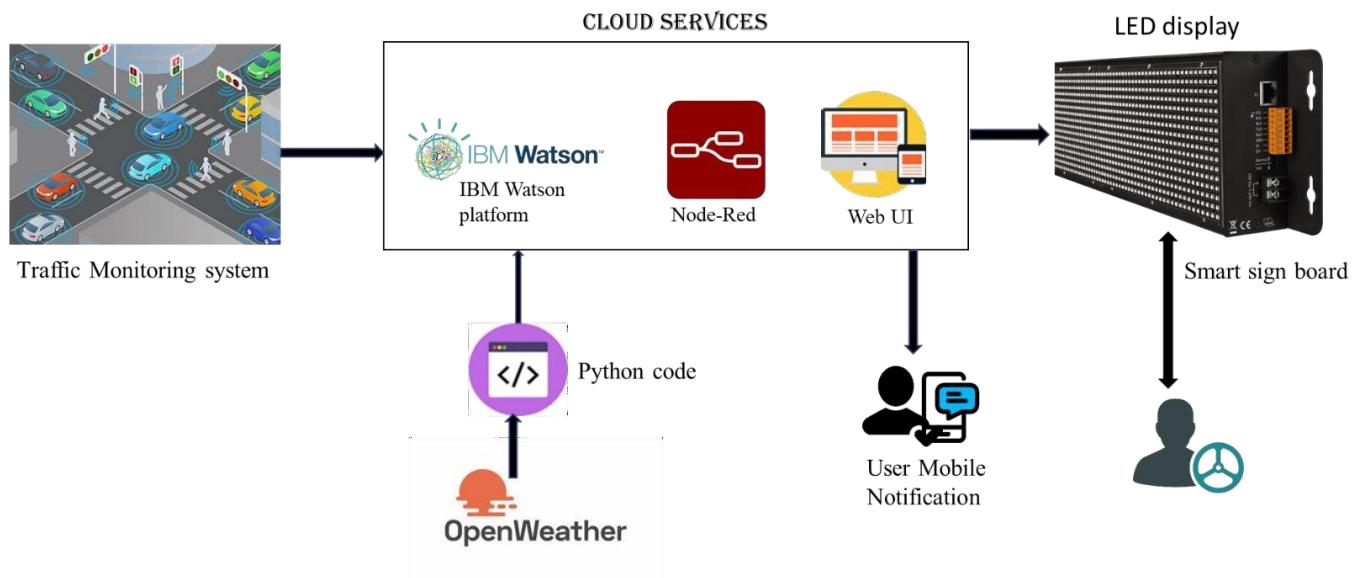 CLOUD SERVICES
LED display
IBM Watson™
IBM Watson
platform
Node-Red
Web UI
Traffic Monitoring system
Smart sign board
</>
Python code
User Mobile
Notification
OpenWeather